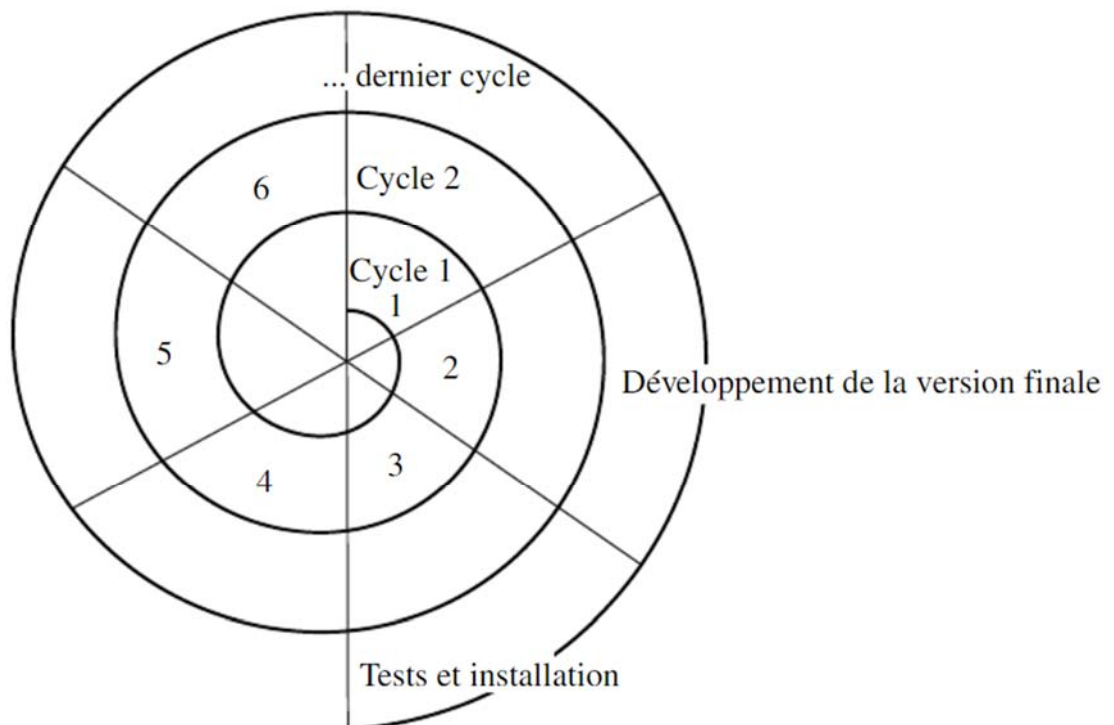 ... dernier cycle
6
Cycle 2
Cycle 1
1
5
2
Développement de la version finale
3
4
Tests et installation